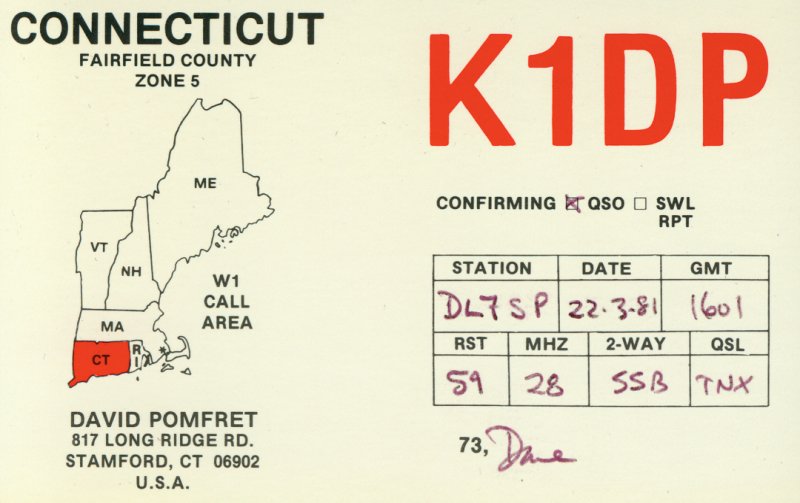 CONNECTICUT
FAIRFIELD COUNTY
ZONE 5
K1DP
ME
VT
NH
MA
CT
R
I
*
W1
CALL
AREA
CONFIRMING ☒ QSO ☐ SWL
RPT
STATION DATE GMT
DL7SP 22.3.81 1601
RST MHZ 2-WAY QSL
59 28 SSB TNX
73, Dave
DAVID POMFRET
817 LONG RIDGE RD.
STAMFORD, CT 06902
U.S.A.